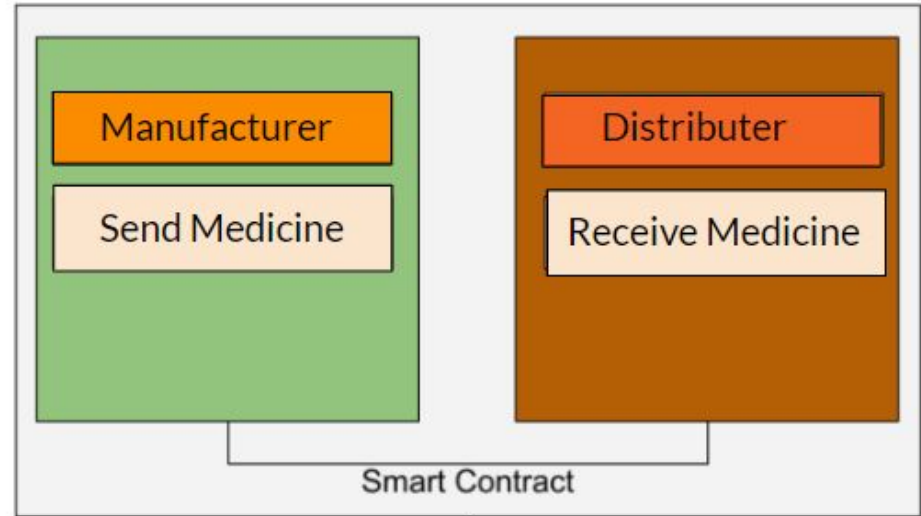 Manufacturer
Send Medicine
Distributer
Receive Medicine
Smart Contract